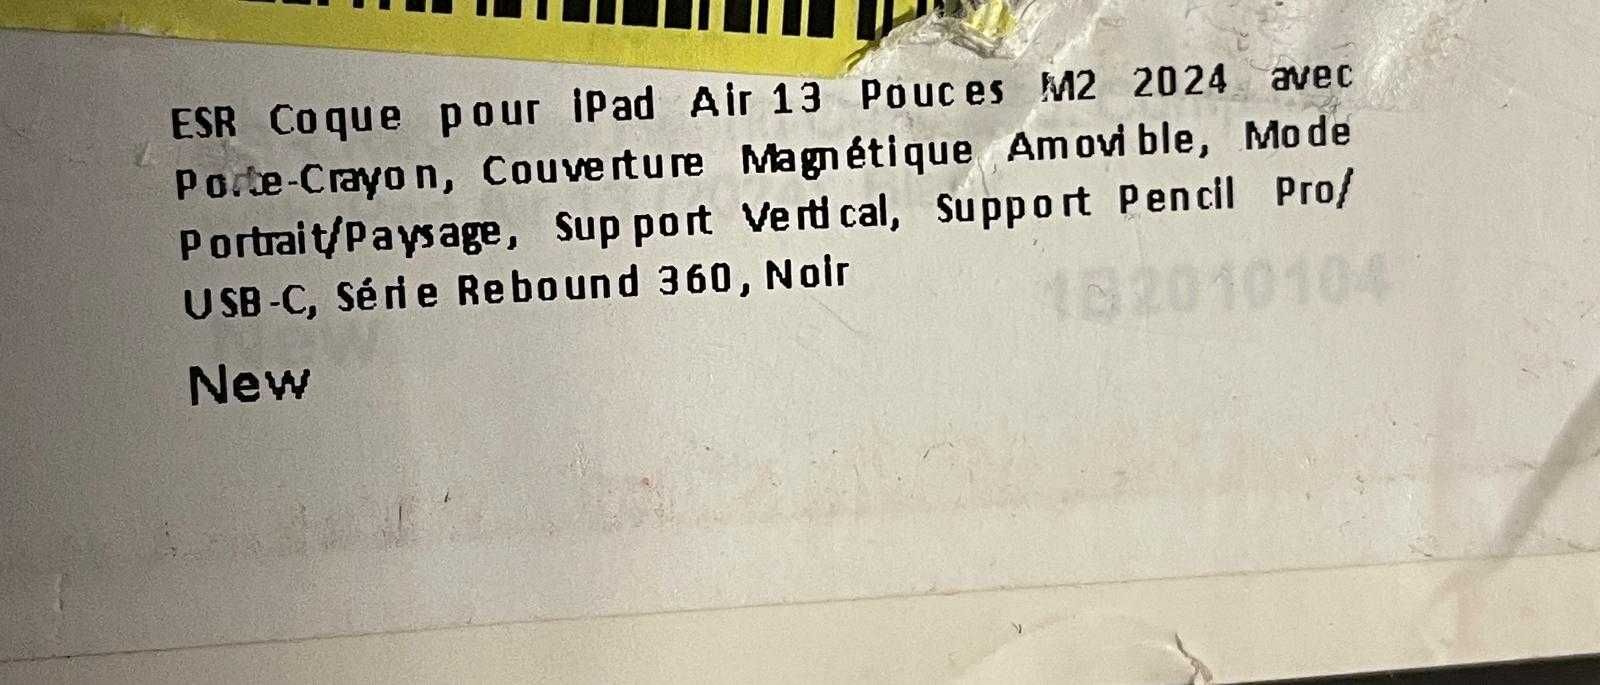 ESR Coque pour iPad Air 13 Pouces M2 2024 avec
Porte-Crayon, Couverture Magnétique Amovible, Mode
Portrait/Paysage, Support Vertical, Support Pencil Pro/
USB-C, Série Rebound 360, Noir
1B2010104
New